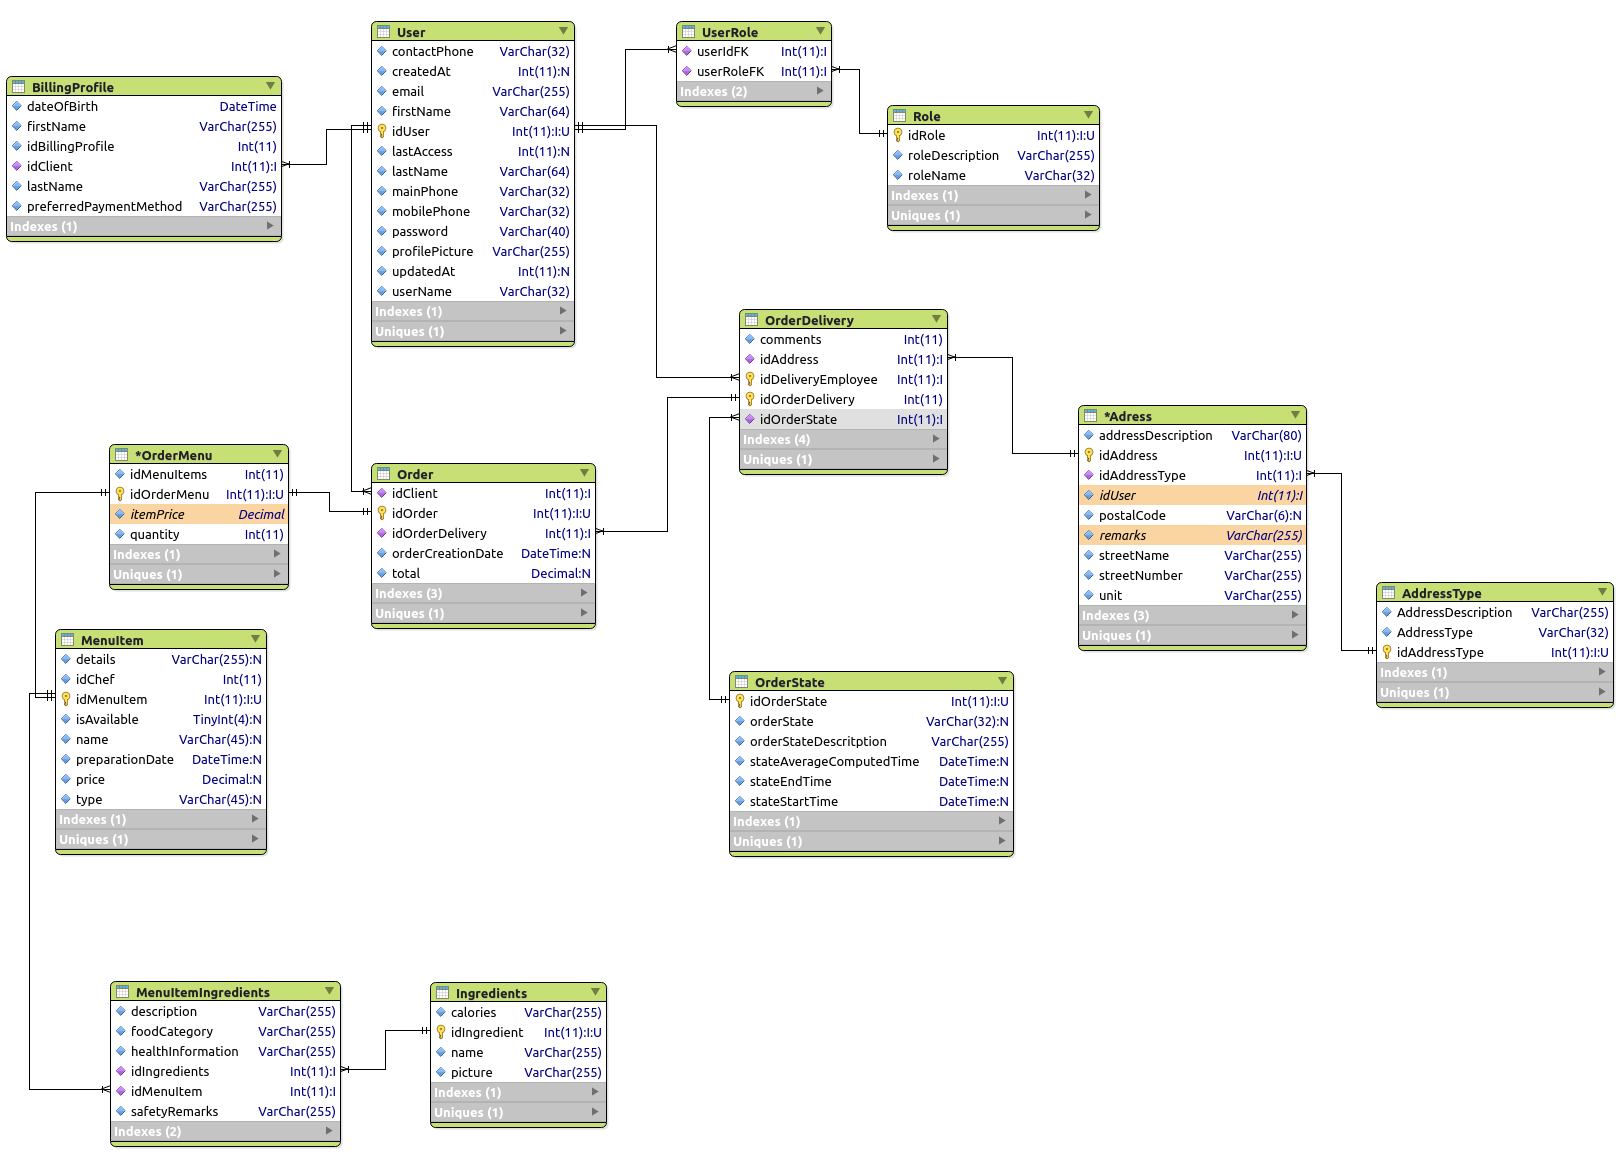 User
contactPhone VarChar(32)
createdAt Int(11):N
email VarChar(255)
firstName VarChar(64)
idUser Int(11):I:U
lastAccess Int(11):N
lastName VarChar(64)
mainPhone VarChar(32)
mobilePhone VarChar(32)
password VarChar(40)
profilePicture VarChar(255)
updatedAt Int(11):N
userName VarChar(32)
Indexes (1)
Uniques (1)
UserRole
userIdFK Int(11):I
userRoleFK Int(11):I
Indexes (2)
BillingProfile
dateOfBirth DateTime
firstName VarChar(255)
idBillingProfile Int(11)
idClient Int(11):I
lastName VarChar(255)
preferredPaymentMethod VarChar(255)
Indexes (1)
Role
idRole Int(11):I:U
roleDescription VarChar(255)
roleName VarChar(32)
Indexes (1)
Uniques (1)
OrderDelivery
comments Int(11)
idAddress Int(11):I
idDeliveryEmployee Int(11):I
idOrderDelivery Int(11)
idOrderState Int(11):I
Indexes (4)
Uniques (1)
*Adress
addressDescription VarChar(80)
idAddress Int(11):I:U
idAddressType Int(11):I
idUser Int(11):I
postalCode VarChar(6):N
remarks VarChar(255)
streetName VarChar(255)
streetNumber VarChar(255)
unit VarChar(255)
Indexes (3)
Uniques (1)
*OrderMenu
idMenuItems Int(11)
idOrderMenu Int(11):I:U
itemPrice Decimal
quantity Int(11)
Indexes (1)
Uniques (1)
Order
idClient Int(11):I
idOrder Int(11):I:U
idOrderDelivery Int(11):I
orderCreationDate DateTime:N
total Decimal:N
Indexes (3)
Uniques (1)
AddressType
AddressDescription VarChar(255)
AddressType VarChar(32)
idAddressType Int(11):I:U
Indexes (1)
Uniques (1)
MenuItem
details VarChar(255):N
idChef Int(11)
idMenuItem Int(11):I:U
isAvailable TinyInt(4):N
name VarChar(45):N
preparationDate DateTime:N
price Decimal:N
type VarChar(45):N
Indexes (1)
Uniques (1)
OrderState
idOrderState Int(11):I:U
orderState VarChar(32):N
orderStateDescritption VarChar(255)
stateAverageComputedTime DateTime:N
stateEndTime DateTime:N
stateStartTime DateTime:N
Indexes (1)
Uniques (1)
MenuItemIngredients
description VarChar(255)
foodCategory VarChar(255)
healthInformation VarChar(255)
idIngredients Int(11):I
idMenuItem Int(11):I
safetyRemarks VarChar(255)
Indexes (2)
Ingredients
calories VarChar(255)
idIngredient Int(11):I:U
name VarChar(255)
picture VarChar(255)
Indexes (1)
Uniques (1)